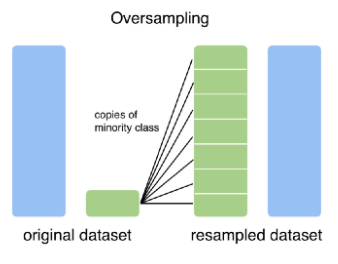 Oversampling
copies of
minority class
original dataset
resampled dataset